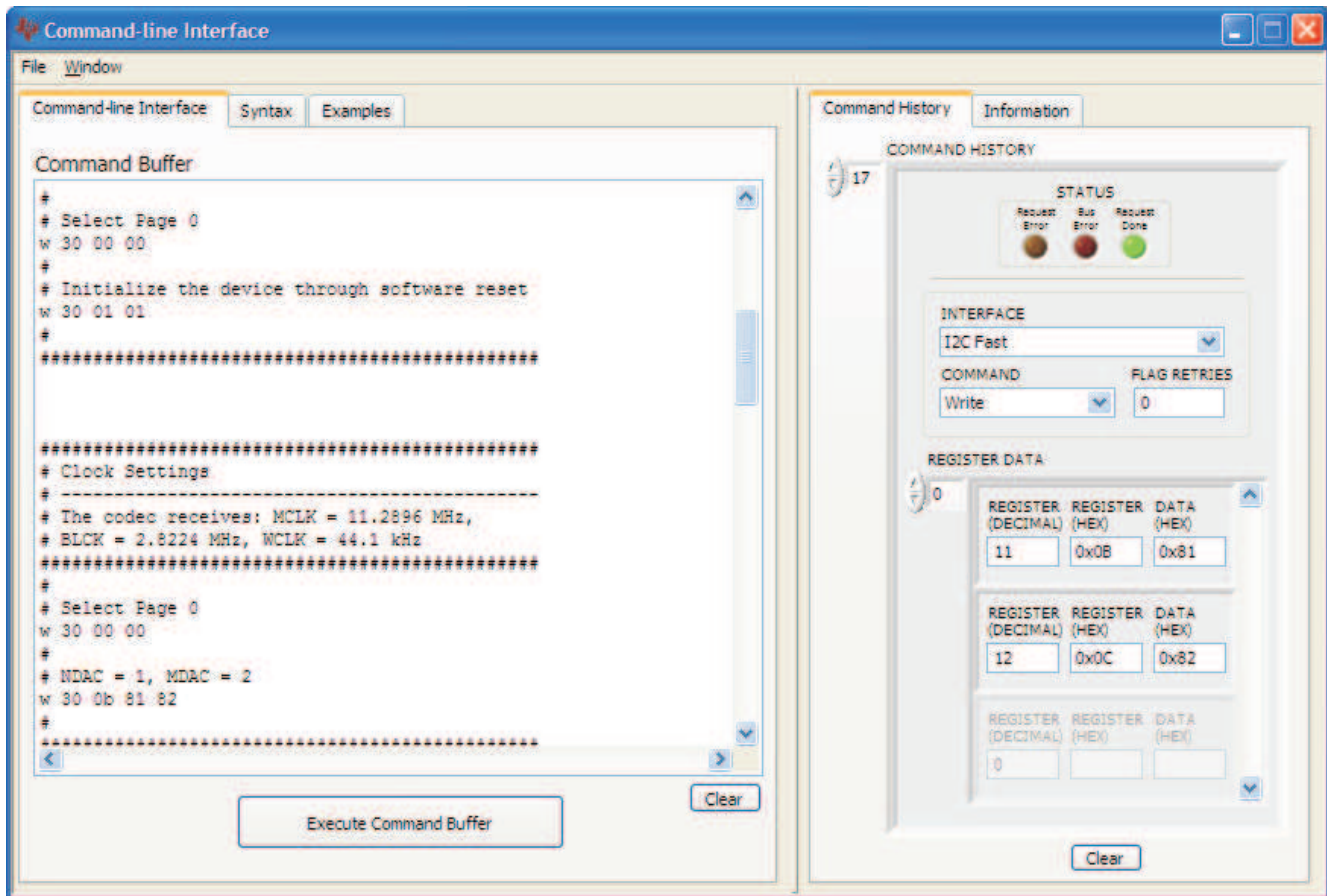 Command-line Interface
File Window
Command-line Interface Syntax Examples
Command Buffer
#
# Select Page 0
w 30 00 00
#
# Initialize the device through software reset
w 30 01 01
#
###############################################
###############################################
# Clock Settings
# ---------------------------------------------
# The codec receives: MCLK = 11.2896 MHz,
# BLCK = 2.8224 MHz, WCLK = 44.1 kHz
###############################################
#
# Select Page 0
w 30 00 00
#
# NDAC = 1, MDAC = 2
w 30 0b 81 82
#
###############################################
Execute Command Buffer
Clear
Command History Information
COMMAND HISTORY
17
STATUS
Request Error Bus Error Request Done
INTERFACE
I2C Fast
COMMAND FLAG RETRIES
Write 0
REGISTER DATA
0
REGISTER REGISTER DATA
(DECIMAL) (HEX) (HEX)
11 0x0B 0x81
REGISTER REGISTER DATA
(DECIMAL) (HEX) (HEX)
12 0x0C 0x82
REGISTER REGISTER DATA
(DECIMAL) (HEX) (HEX)
0
Clear